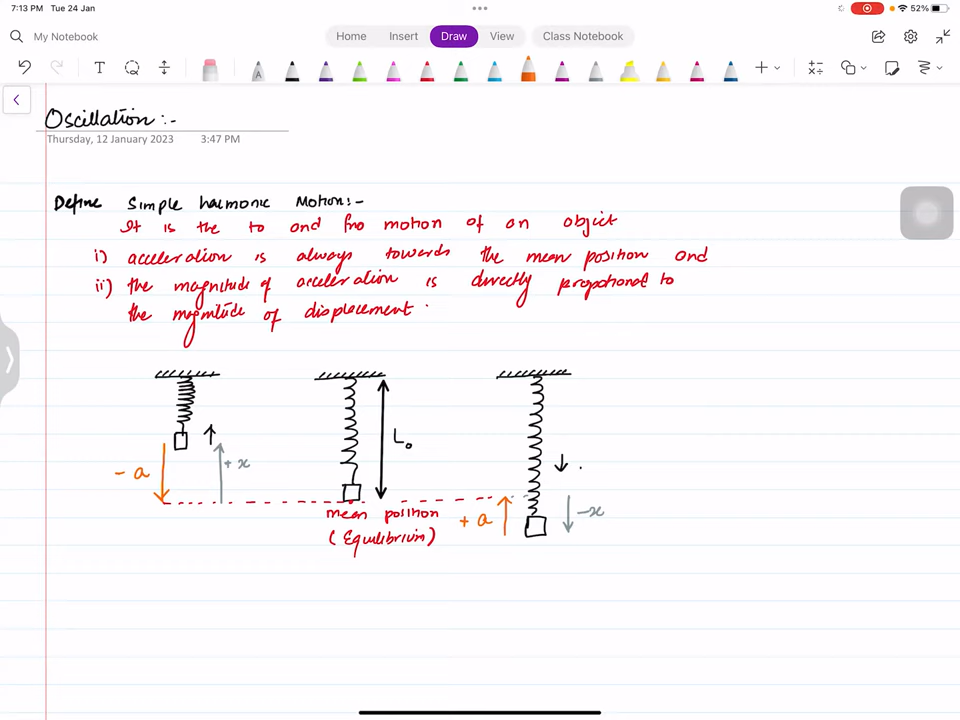 7:13 PM Tue 24 Jan
52%
My Notebook
Home Insert Draw View Class Notebook
Oscillation :-
Thursday, 12 January 2023 3:47 PM
Define Simple harmonic Motion:-
It is the to and fro motion of an object
i) acceleration is always towards the mean position and
ii) the magnitude of acceleration is directly propotional to
the magnitude of displacement.
L₀
- a
+ x
mean position
(Equilibrium)
+ a
-x